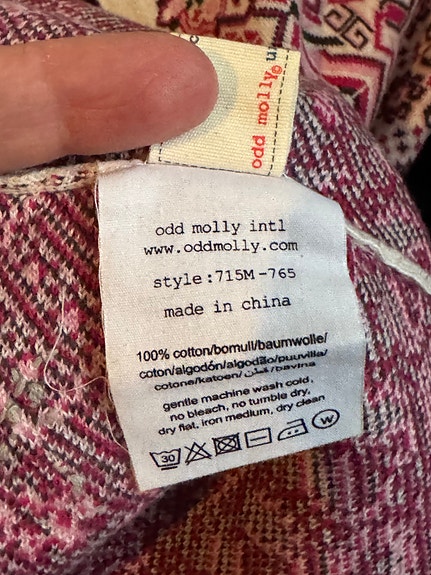 odd molly®
odd molly intl
www.oddmolly.com
style:715M-765
made in china
100% cotton/bomull/baumwolle/
coton/algodón/algodão/puuvilla/
cotone/katoen/قطن/bavlna
gentle machine wash cold,
no bleach, no tumble dry,
dry flat, iron medium, dry clean
30
W